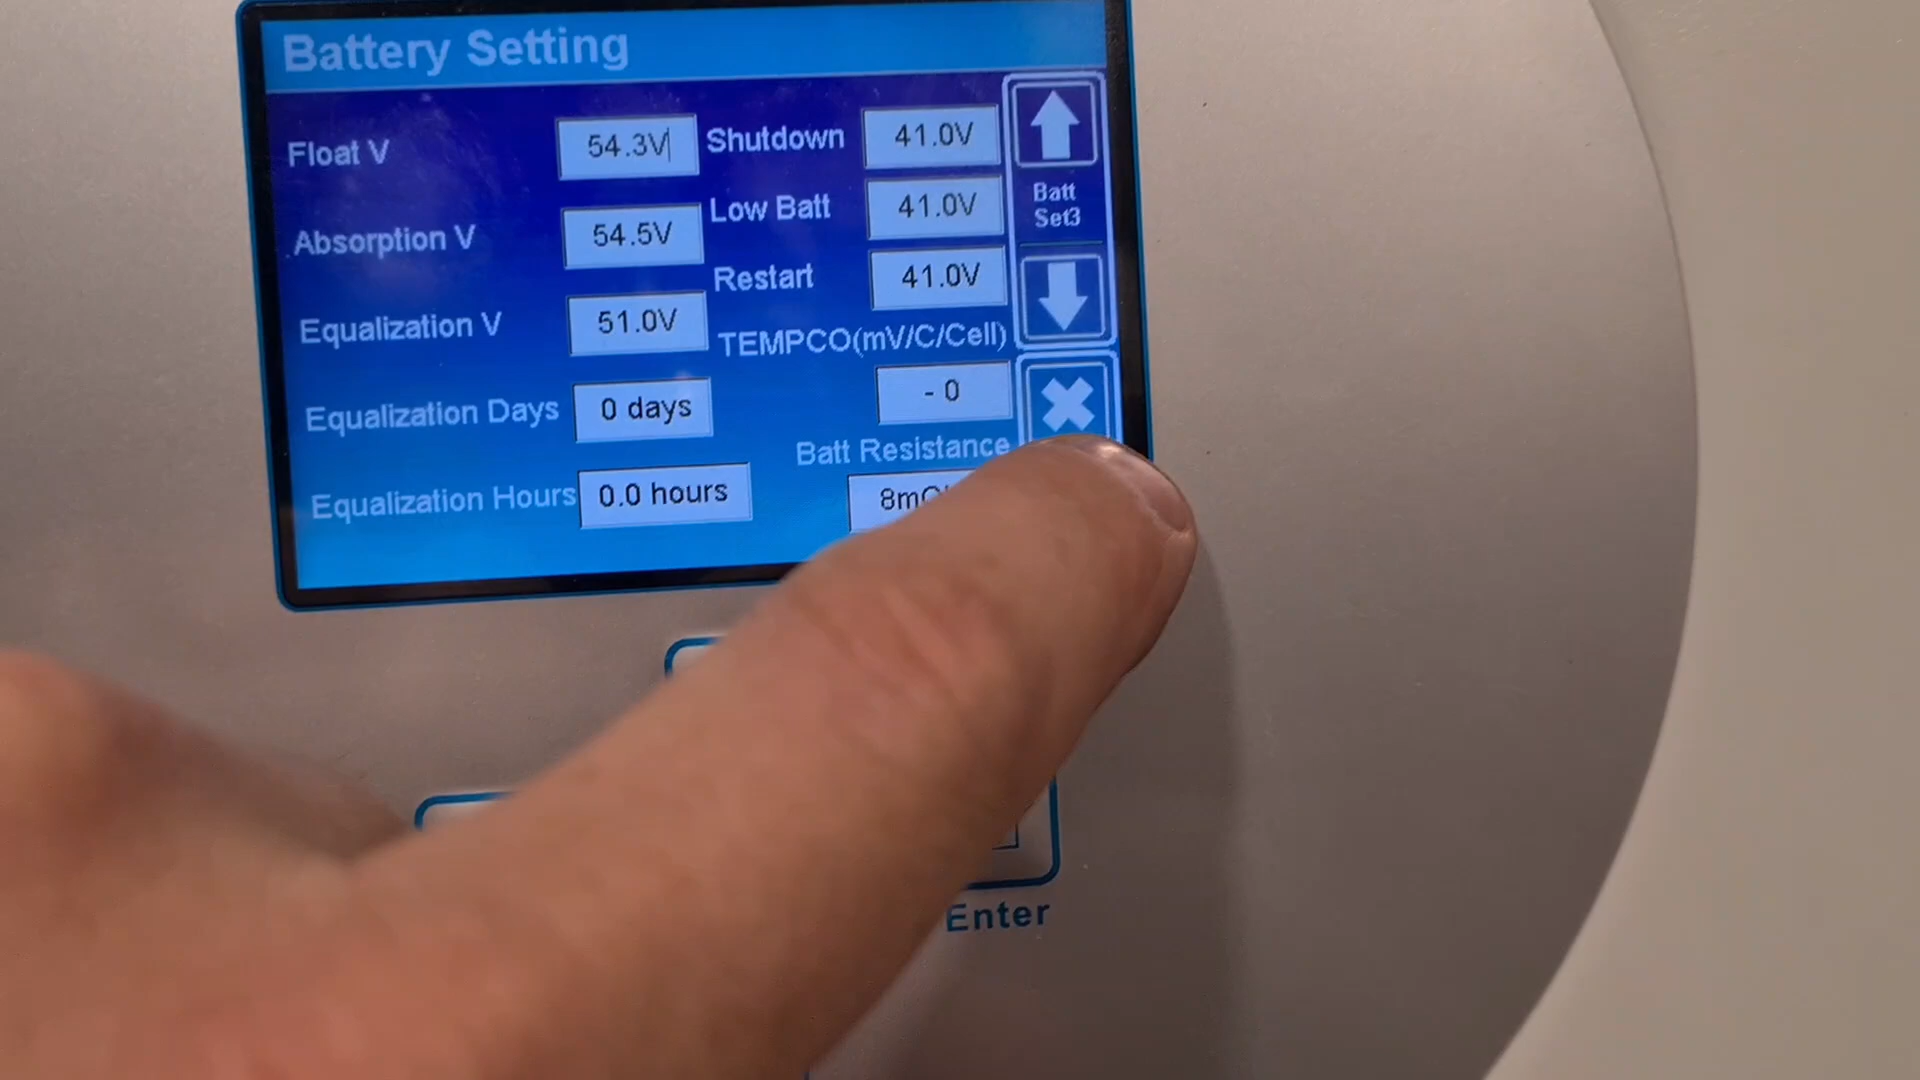 Battery Setting
Float V 54.3V
Absorption V 54.5V
Equalization V 51.0V
Equalization Days 0 days
Equalization Hours 0.0 hours
Shutdown 41.0V
Low Batt 41.0V
Restart 41.0V
TEMPCO(mV/C/Cell)
- 0
Batt Resistance
8m
Batt
Set3
Enter